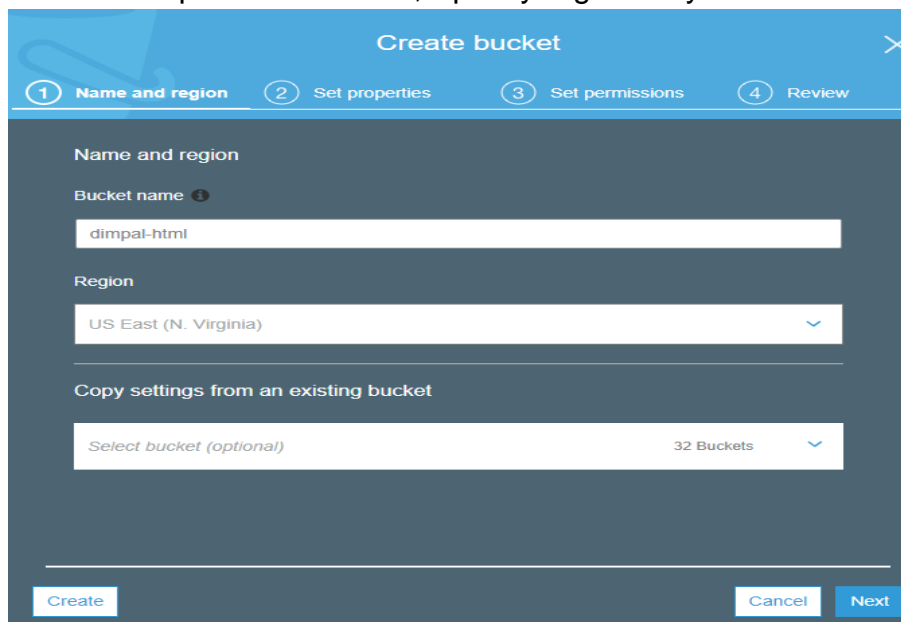 Create bucket
1 Name and region 2 Set properties 3 Set permissions 4 Review
Name and region
Bucket name
dimpal-html
Region
US East (N. Virginia)
Copy settings from an existing bucket
Select bucket (optional) 32 Buckets
Create Cancel Next